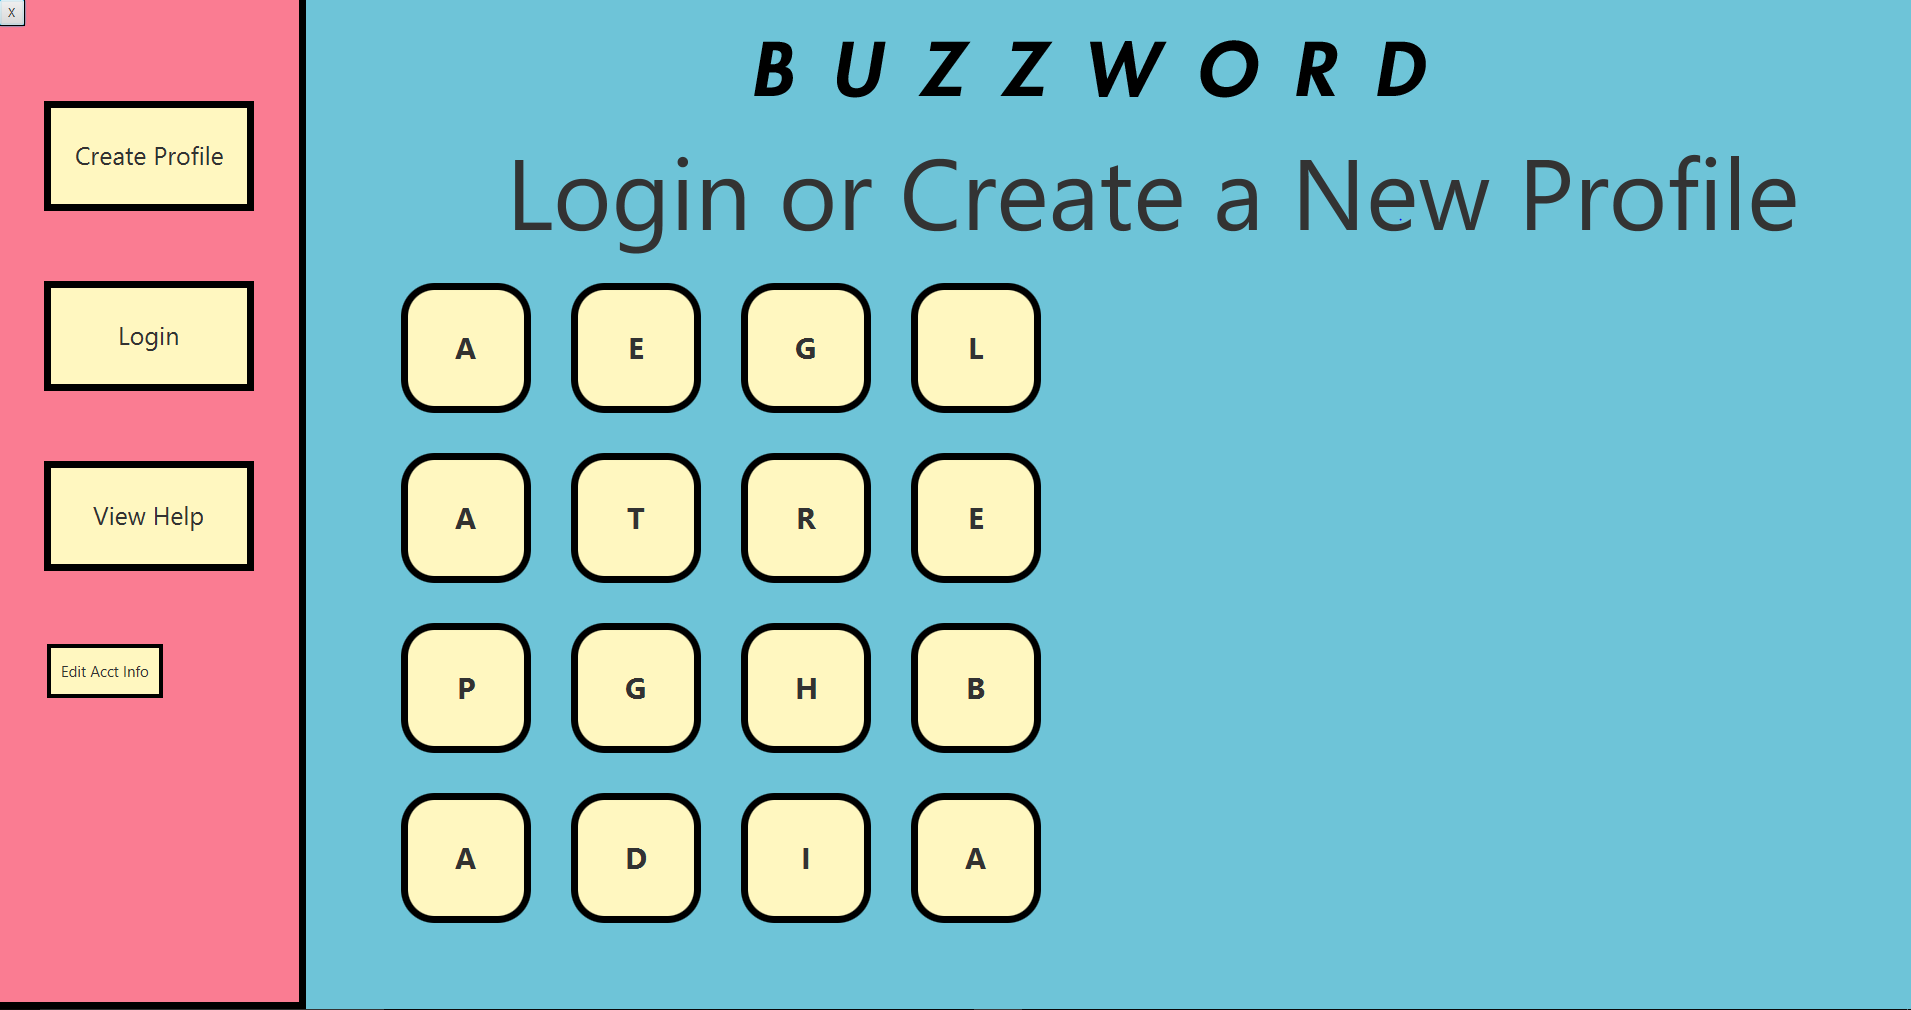 X
Create Profile
Login
View Help
Edit Acct Info
B U Z Z W O R D
Login or Create a New Profile
A E G L
A T R E
P G H B
A D I A